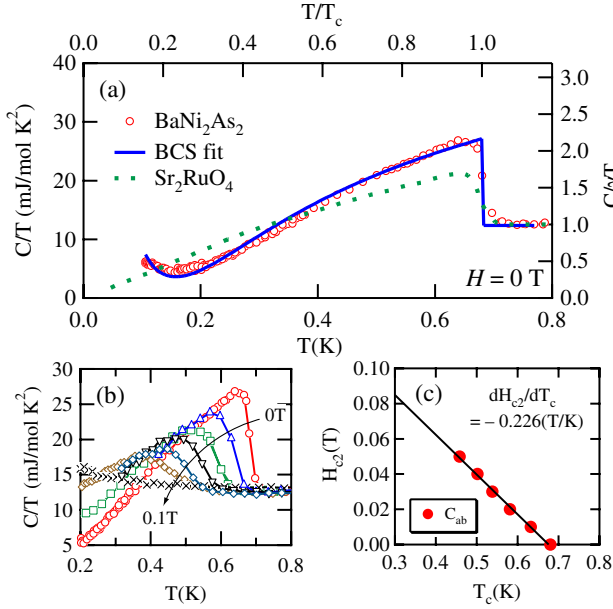 T/Tc
0.0 0.2 0.4 0.6 0.8 1.0
40
30
20
10
0
C/T (mJ/mol K²)
(a)
BaNi₂As₂
BCS fit
Sr₂RuO₄
H = 0 T
3.0
2.5
2.0
1.5
1.0
0.5
0.0
C/γT
0.0 0.2 0.4 0.6 0.8
T(K)
30
25
20
15
10
5
C/T (mJ/mol K²)
(b)
0T
0.1T
0.2 0.4 0.6 0.8
T(K)
0.10
0.08
0.06
0.04
0.02
0.00
H_c2(T)
(c)
dH_c2/dT_c
= − 0.226(T/K)
C_ab
0.3 0.4 0.5 0.6 0.7 0.8
T_c(K)